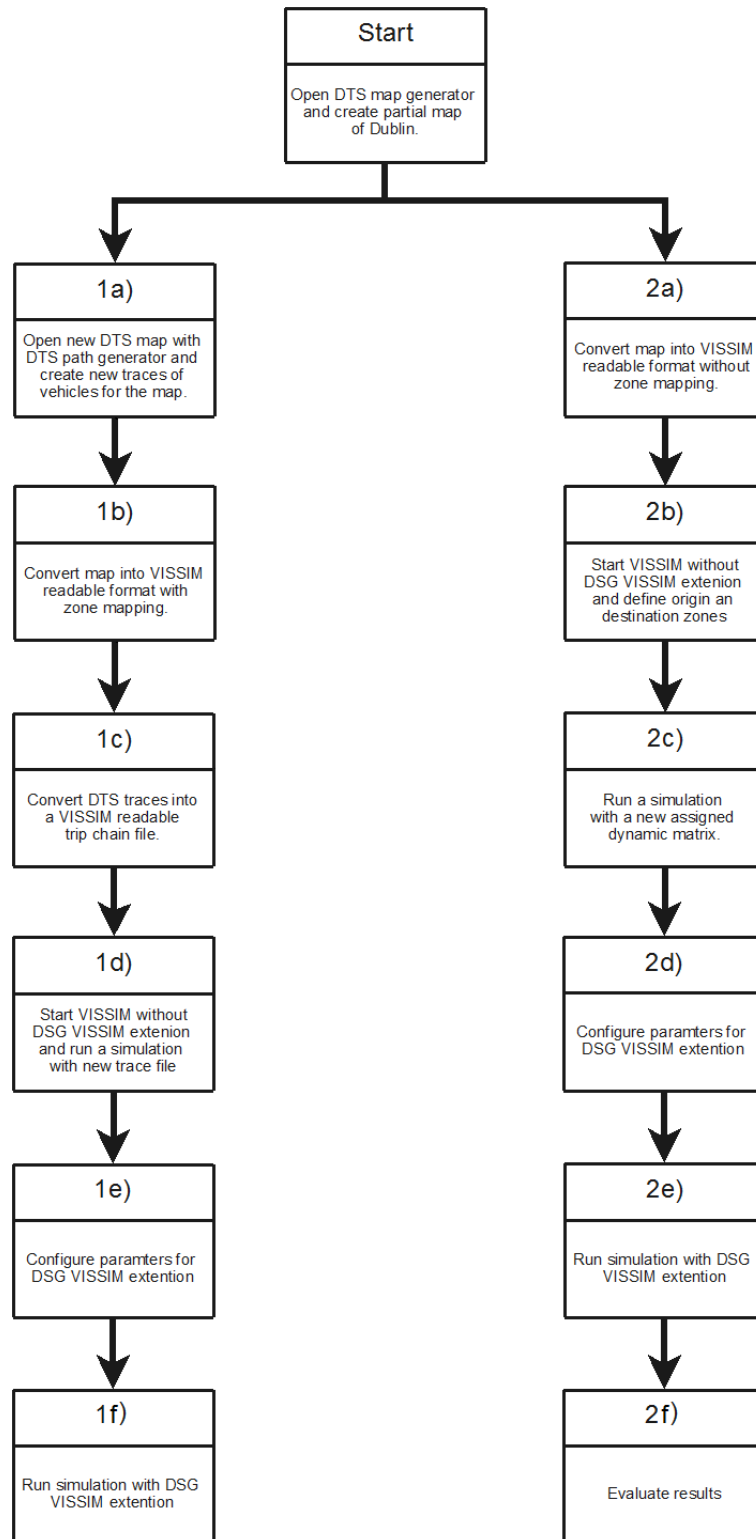 Start
Open DTS map generator
and create partial map
of Dublin.
1a)
Open new DTS map with
DTS path generator and
create new traces of
vehicles for the map.
1b)
Convert map into VISSIM
readable format with
zone mapping.
1c)
Convert DTS traces into
a VISSIM readable
trip chain file.
1d)
Start VISSIM without
DSG VISSIM extenion
and run a simulation
with new trace file
1e)
Configure paramters for
DSG VISSIM extention
1f)
Run simulation with DSG
VISSIM extention
2a)
Convert map into VISSIM
readable format without
zone mapping.
2b)
Start VISSIM without
DSG VISSIM extenion
and define origin an
destination zones
2c)
Run a simulation
with a new assigned
dynamic matrix.
2d)
Configure paramters for
DSG VISSIM extention
2e)
Run simulation with DSG
VISSIM extention
2f)
Evaluate results